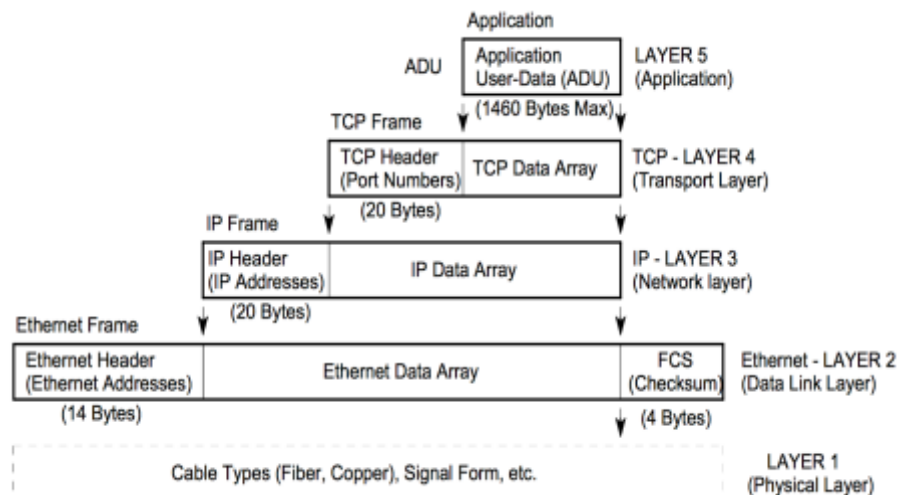 Application
ADU
Application
User-Data (ADU)
LAYER 5
(Application)
(1460 Bytes Max)
TCP Frame
TCP Header
(Port Numbers)
TCP Data Array
TCP - LAYER 4
(Transport Layer)
(20 Bytes)
IP Frame
IP Header
(IP Addresses)
IP Data Array
IP - LAYER 3
(Network layer)
(20 Bytes)
Ethernet Frame
Ethernet Header
(Ethernet Addresses)
Ethernet Data Array
FCS
(Checksum)
Ethernet - LAYER 2
(Data Link Layer)
(14 Bytes)
(4 Bytes)
Cable Types (Fiber, Copper), Signal Form, etc.
LAYER 1
(Physical Layer)